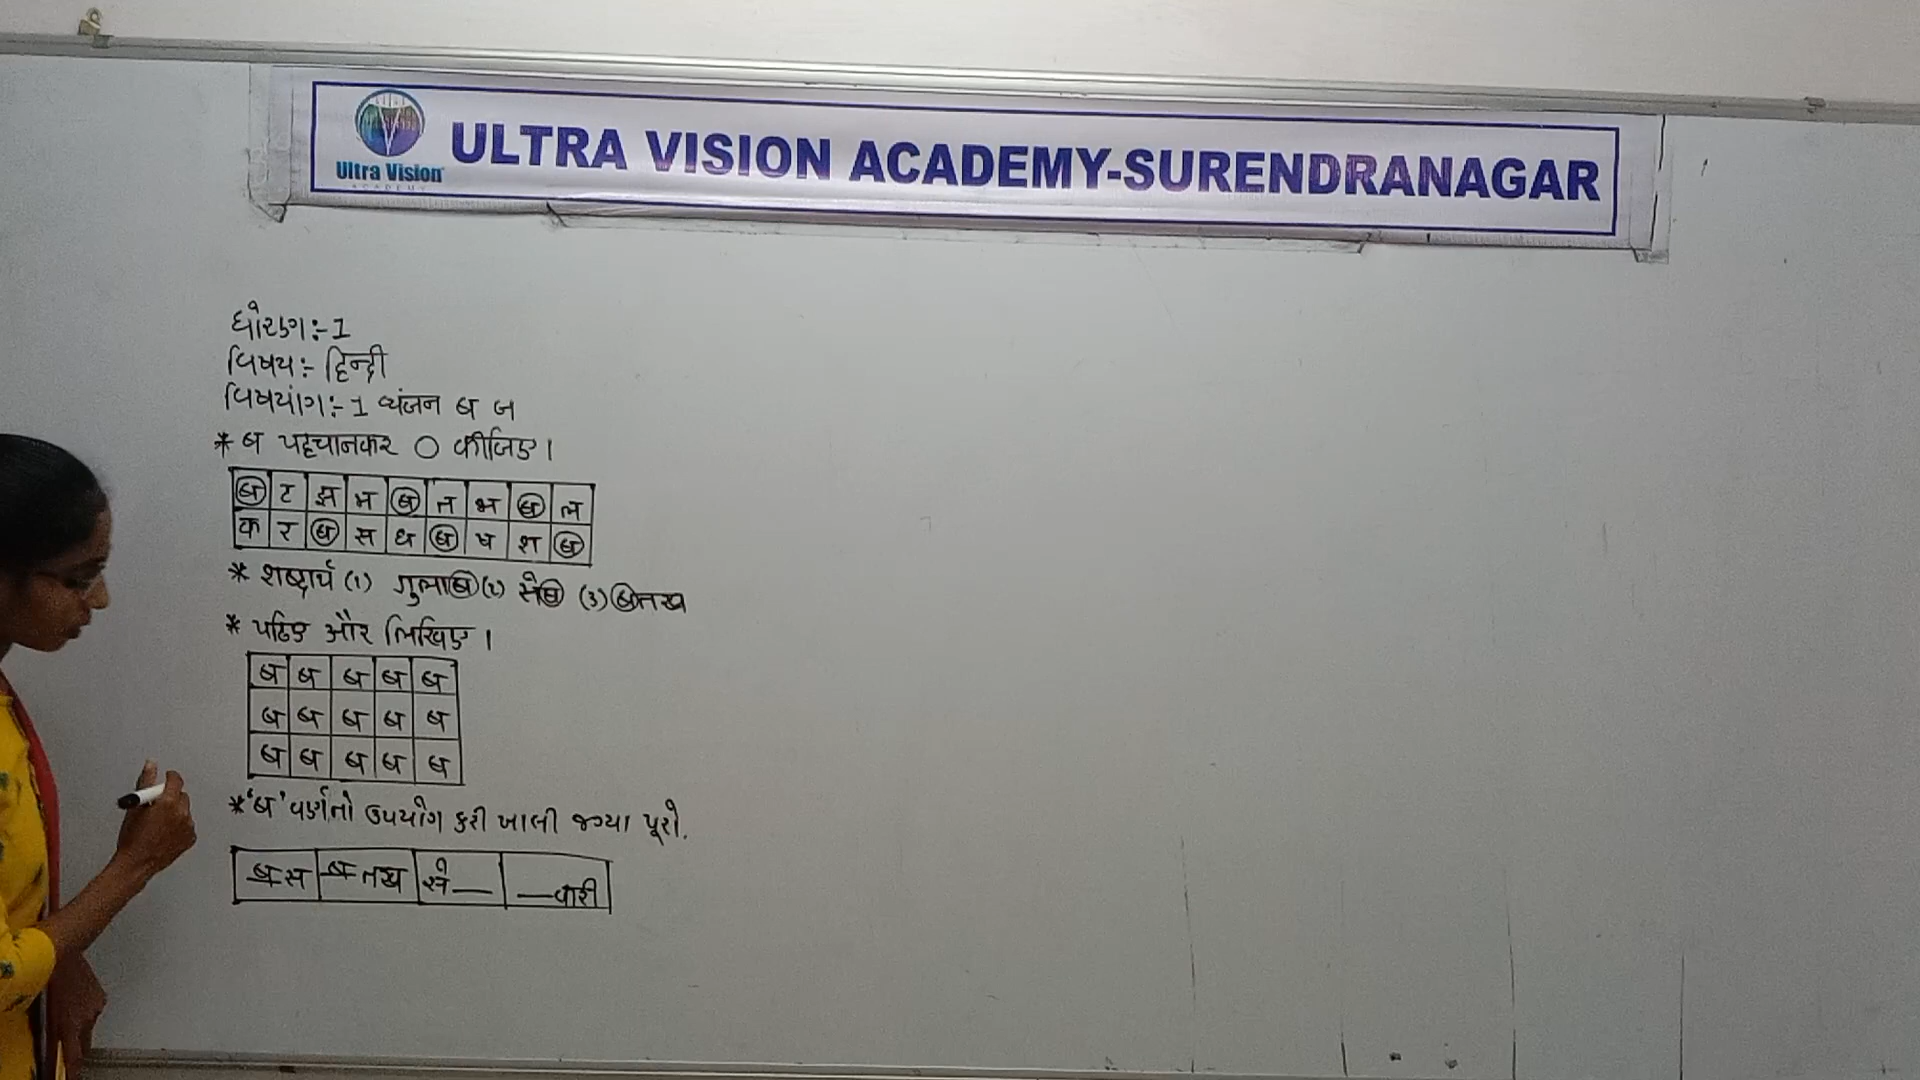 Ultra Vision
ACADEMY
ULTRA VISION ACADEMY-SURENDRANAGAR
ધોરણ:- 1
વિષય:- हिन्दी
વિષયાંગ:- 1 व्यंजन ब ज
* ब पहचानकर ○ कीजिए।
ब ट झ म ब न भ ब ल
क र ब स ध ब ष श ब
* शब्दार्थ (1) गुलाब (2) सेब (3) बतख
* पढिए और लिखिए।
ब ब ब ब ब
ब ब ब ब ब
ब ब ब ब ब
* 'ब' વર્ણનો ઉપયોગ કરી ખાલી જગ્યા પૂરો.
बस बतख से__ __